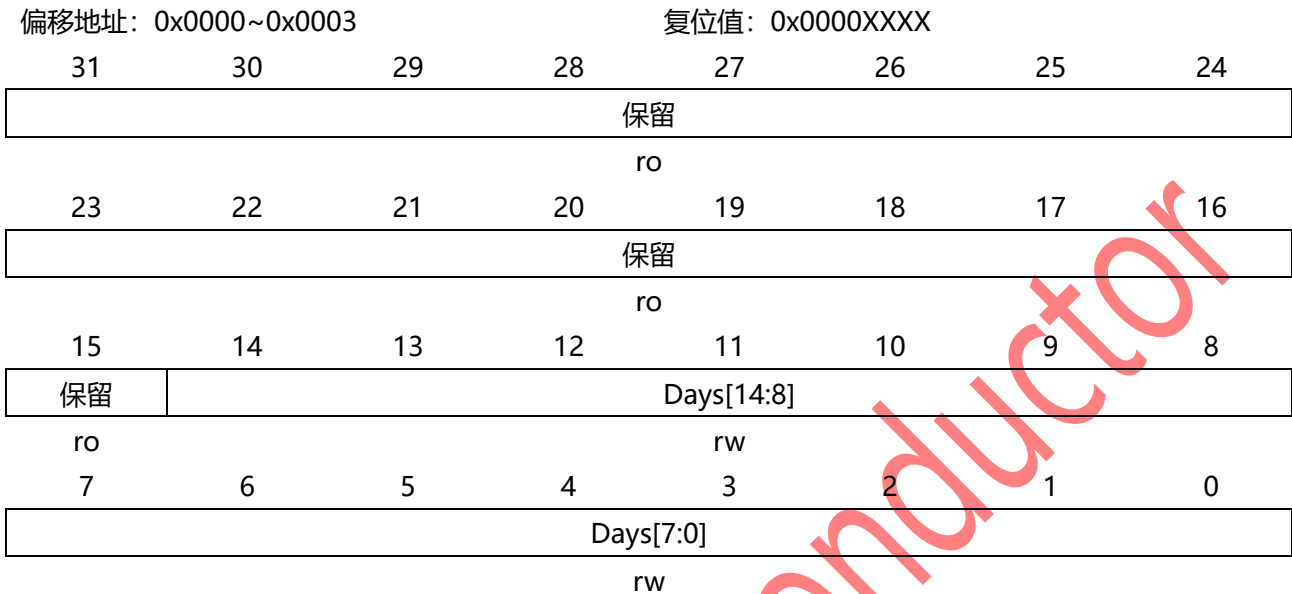 偏移地址：0x0000~0x0003 复位值：0x0000XXXX
31 30 29 28 27 26 25 24
保留
ro
23 22 21 20 19 18 17 16
保留
ro
15 14 13 12 11 10 9 8
保留 Days[14:8]
ro rw
7 6 5 4 3 2 1 0
Days[7:0]
rw
onductor